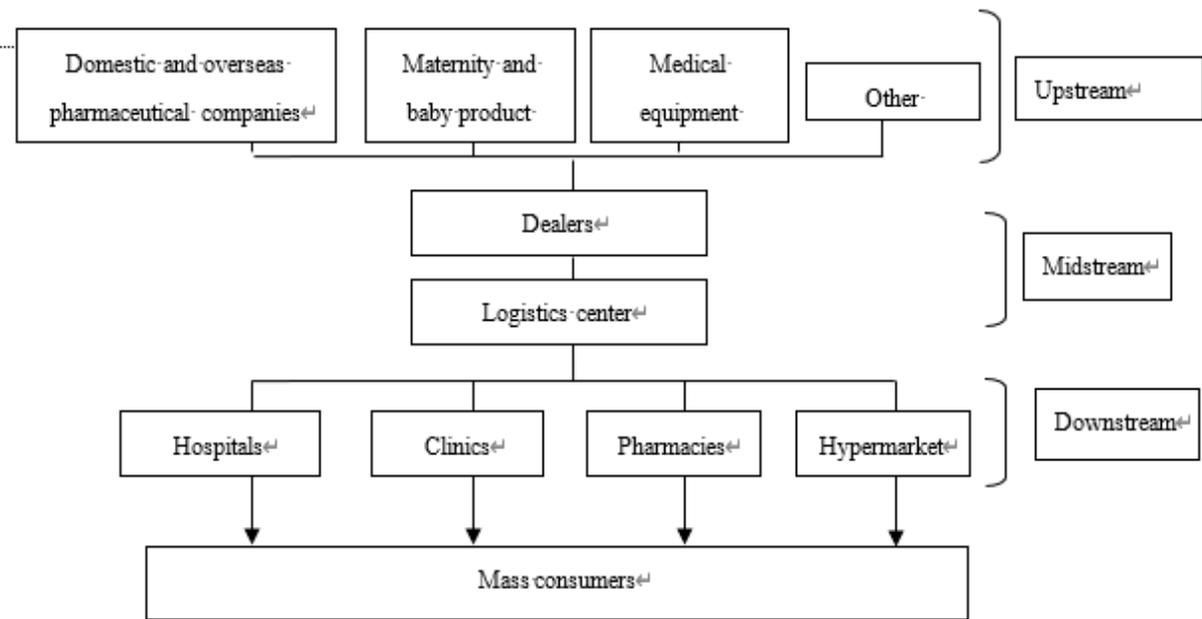 Domestic and overseas
pharmaceutical companies
Maternity and
baby product
Medical
equipment
Other
Upstream
Dealers
Midstream
Logistics center
Hospitals
Clinics
Pharmacies
Hypermarket
Downstream
Mass consumers